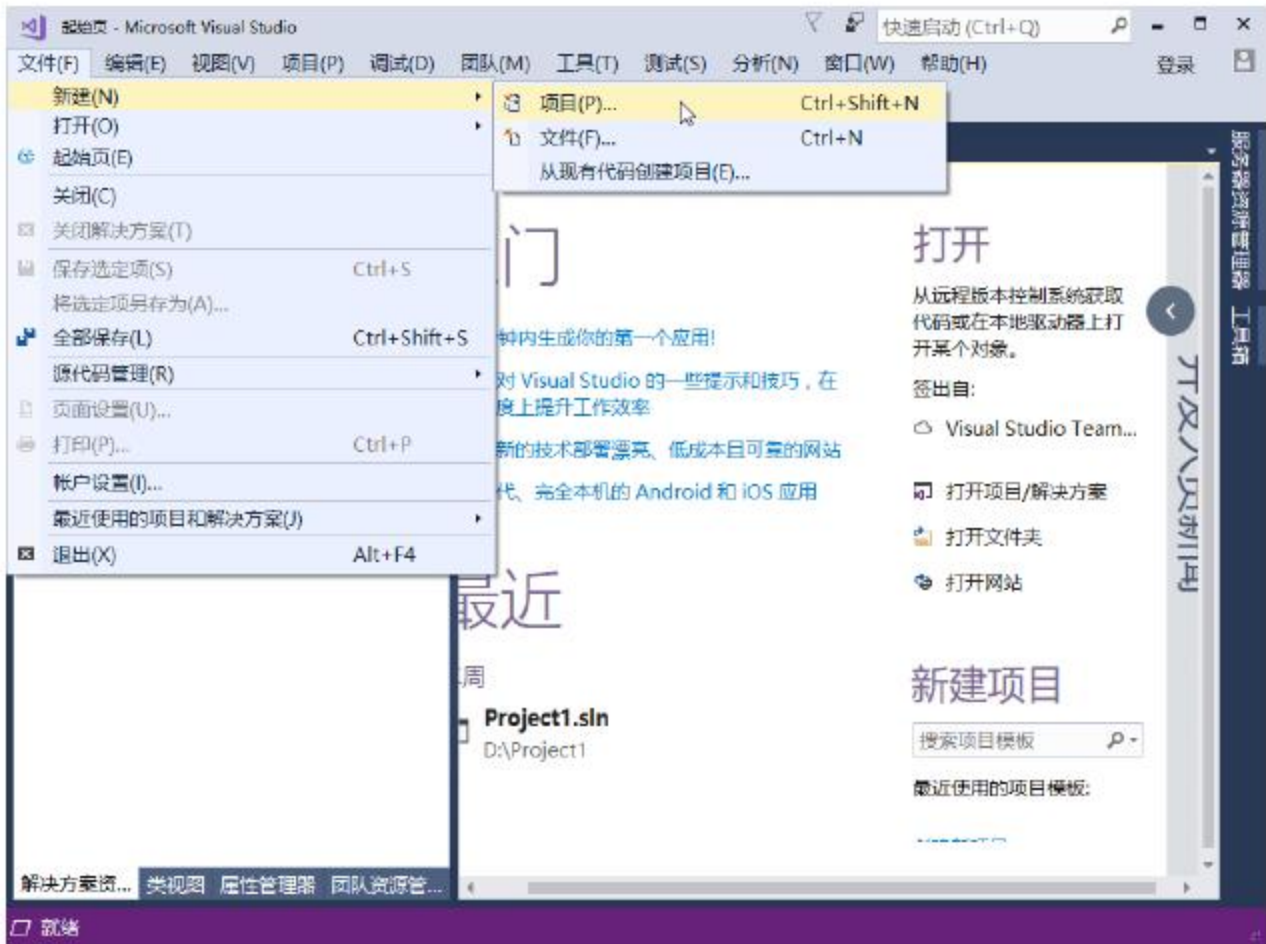 起始页 - Microsoft Visual Studio
快速启动 (Ctrl+Q)
文件(F) 编辑(E) 视图(V) 项目(P) 调试(D) 团队(M) 工具(T) 测试(S) 分析(N) 窗口(W) 帮助(H) 登录
新建(N)
打开(O)
起始页(E)
关闭(C)
关闭解决方案(T)
保存选定项(S) Ctrl+S
将选定项另存为(A)...
全部保存(L) Ctrl+Shift+S
源代码管理(R)
页面设置(U)...
打印(P)... Ctrl+P
帐户设置(I)...
最近使用的项目和解决方案(J)
退出(X) Alt+F4
项目(P)... Ctrl+Shift+N
文件(F)... Ctrl+N
从现有代码创建项目(E)...
门
钟内生成你的第一个应用!
对 Visual Studio 的一些提示和技巧，在
度上提升工作效率
新的技术部署漂亮、低成本且可靠的网站
代、完全本机的 Android 和 iOS 应用
最近
周
Project1.sln
D:\Project1
打开
从远程版本控制系统获取
代码或在本地驱动器上打
开某个对象。
签出自:
Visual Studio Team...
打开项目/解决方案
打开文件夹
打开网站
新建项目
搜索项目模板
最近使用的项目模板:
服务器资源管理器
工具箱
解决方案资... 类视图 属性管理器 团队资源管...
就绪